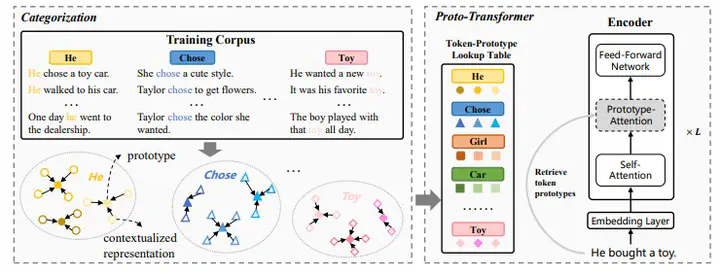 Categorization
Training Corpus
He
Chose
Toy
He chose a toy car.
He walked to his car.
...
One day he went to
the dealership.
She chose a cute style.
Taylor chose to get flowers.
...
Taylor chose the color she
wanted.
...
He wanted a new toy.
It was his favorite toy.
...
The boy played with
that toy all day.
prototype
He
contextualized
representation
Chose
...
Toy
Proto-Transformer
Token-Prototype
Lookup Table
He
Chose
Girl
Car
......
Toy
Encoder
Feed-Forward
Network
Prototype-
Attention
Self-
Attention
× L
Retrieve
token
prototypes
Embedding Layer
He bought a toy.